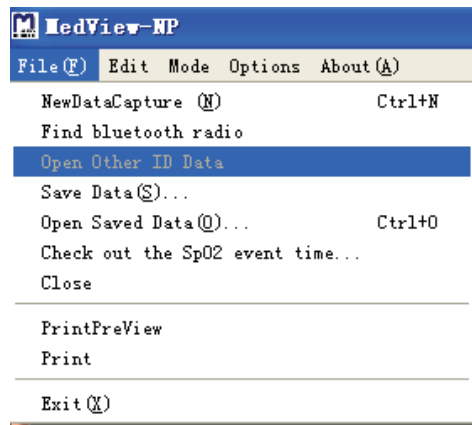 MedView-NP
File(F) Edit Mode Options About(A)
NewDataCapture (N) Ctrl+N
Find bluetooth radio
Open Other ID Data
Save Data(S)...
Open Saved Data(O)... Ctrl+O
Check out the SpO2 event time...
Close
PrintPreView
Print
Exit(X)